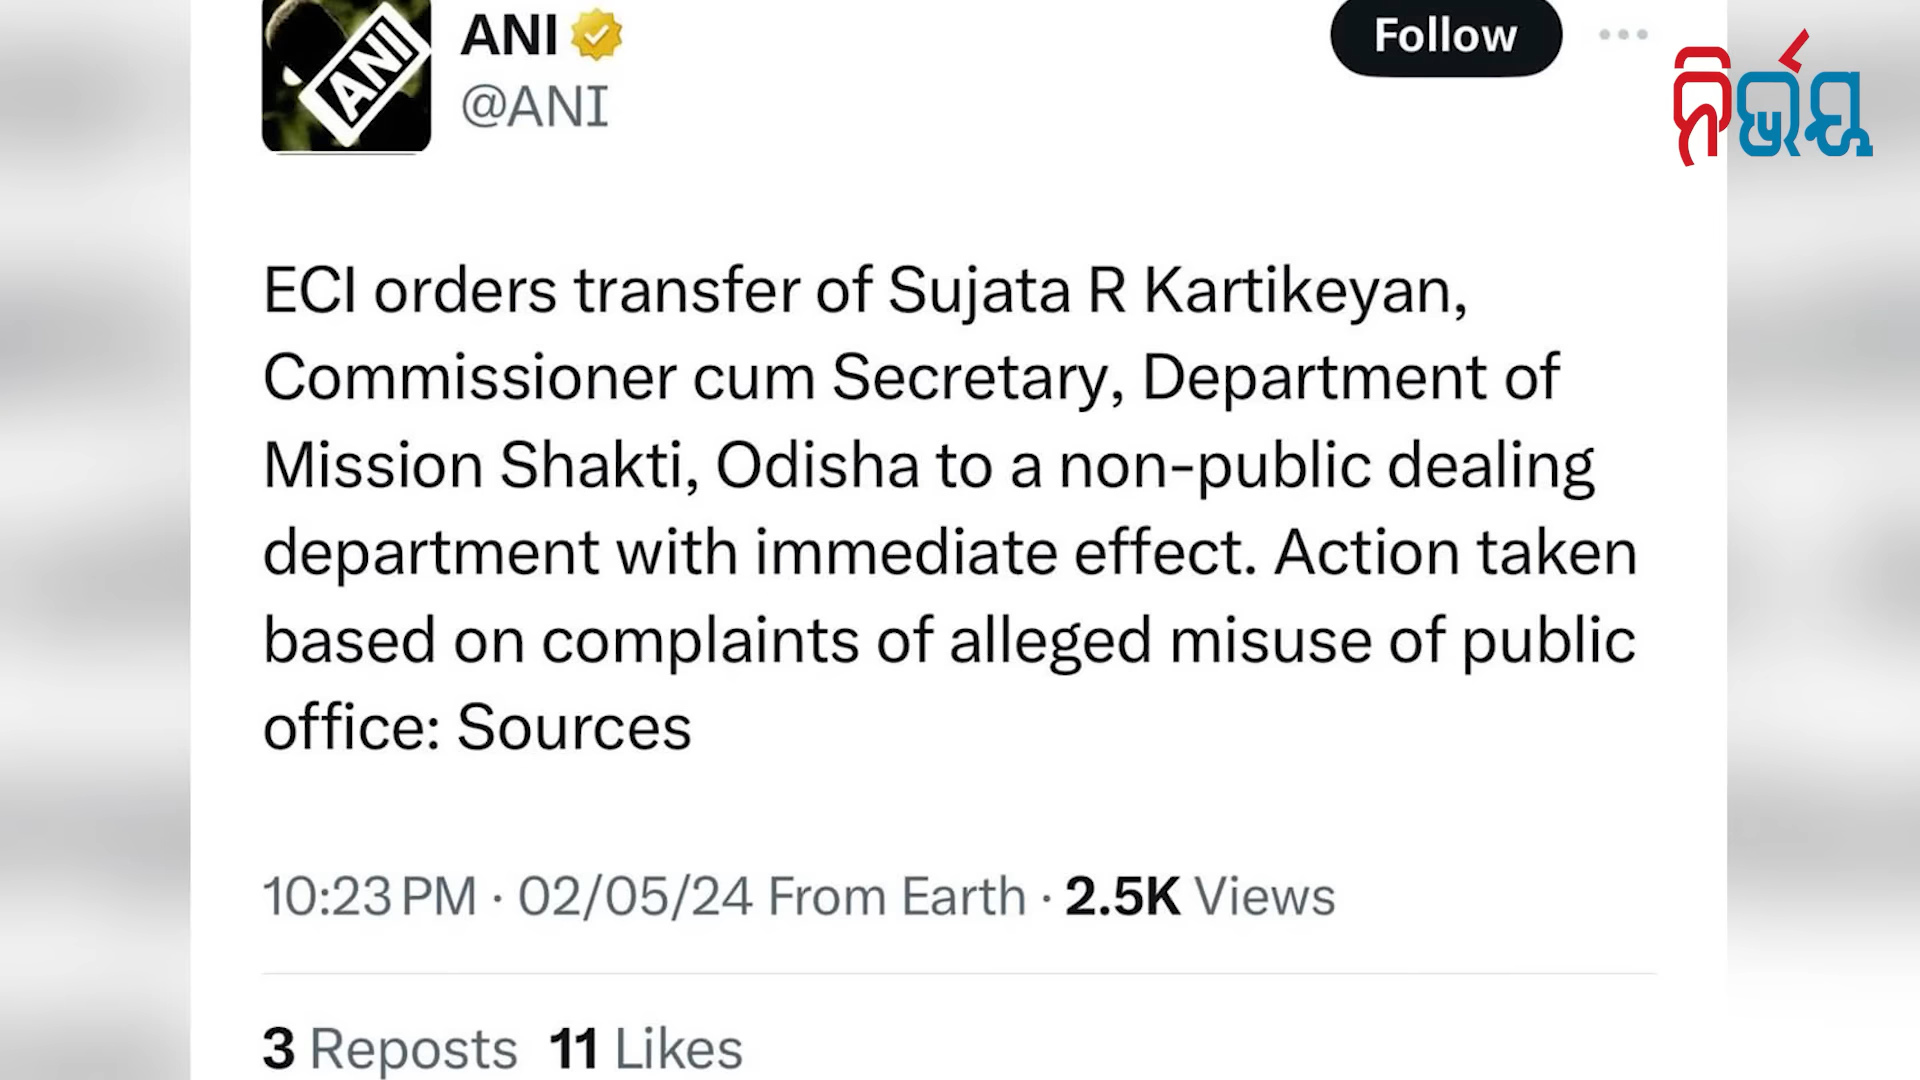 ANI
ANI
@ANI
Follow
ନିର୍ଭୟ
ECI orders transfer of Sujata R Kartikeyan,
Commissioner cum Secretary, Department of
Mission Shakti, Odisha to a non-public dealing
department with immediate effect. Action taken
based on complaints of alleged misuse of public
office: Sources
10:23 PM · 02/05/24 From Earth · 2.5K Views
3 Reposts 11 Likes